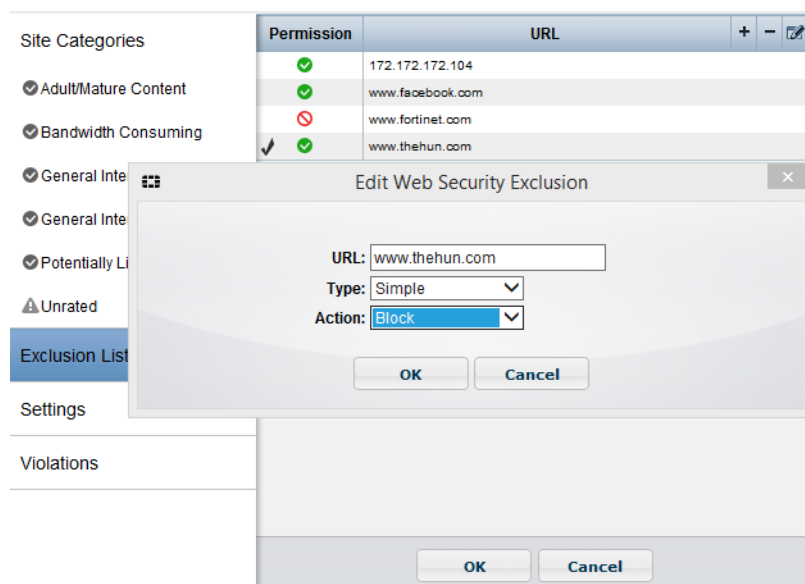 Site Categories
Permission
URL
172.172.172.104
Adult/Mature Content
www.facebook.com
www.fortinet.com
Bandwidth Consuming
www.thehun.com
General Inte
Edit Web Security Exclusion
General Inte
URL: www.thehun.com
Potentially Li
Type: Simple
Unrated
Action: Block
Exclusion List
OK
Cancel
Settings
Violations
OK
Cancel